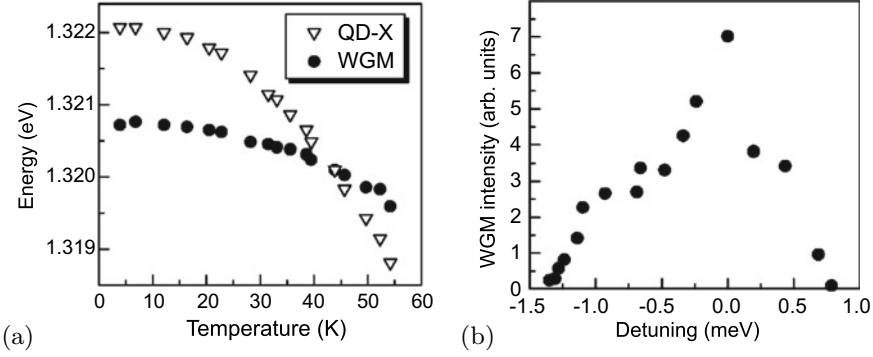 1.322
1.321
1.320
1.319
Energy (eV)
QD-X
WGM
0 10 20 30 40 50 60
Temperature (K)
(a)
7
6
5
4
3
2
1
0
WGM intensity (arb. units)
-1.5 -1.0 -0.5 0.0 0.5 1.0
Detuning (meV)
(b)